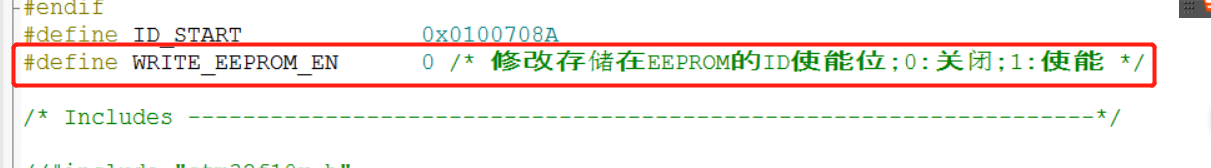 #endif
#define ID_START 0x0100708A
#define WRITE_EEPROM_EN 0 /* 修改存储在EEPROM的ID使能位;0:关闭;1:使能 */
/* Includes ------------------------------------------------------------------*/